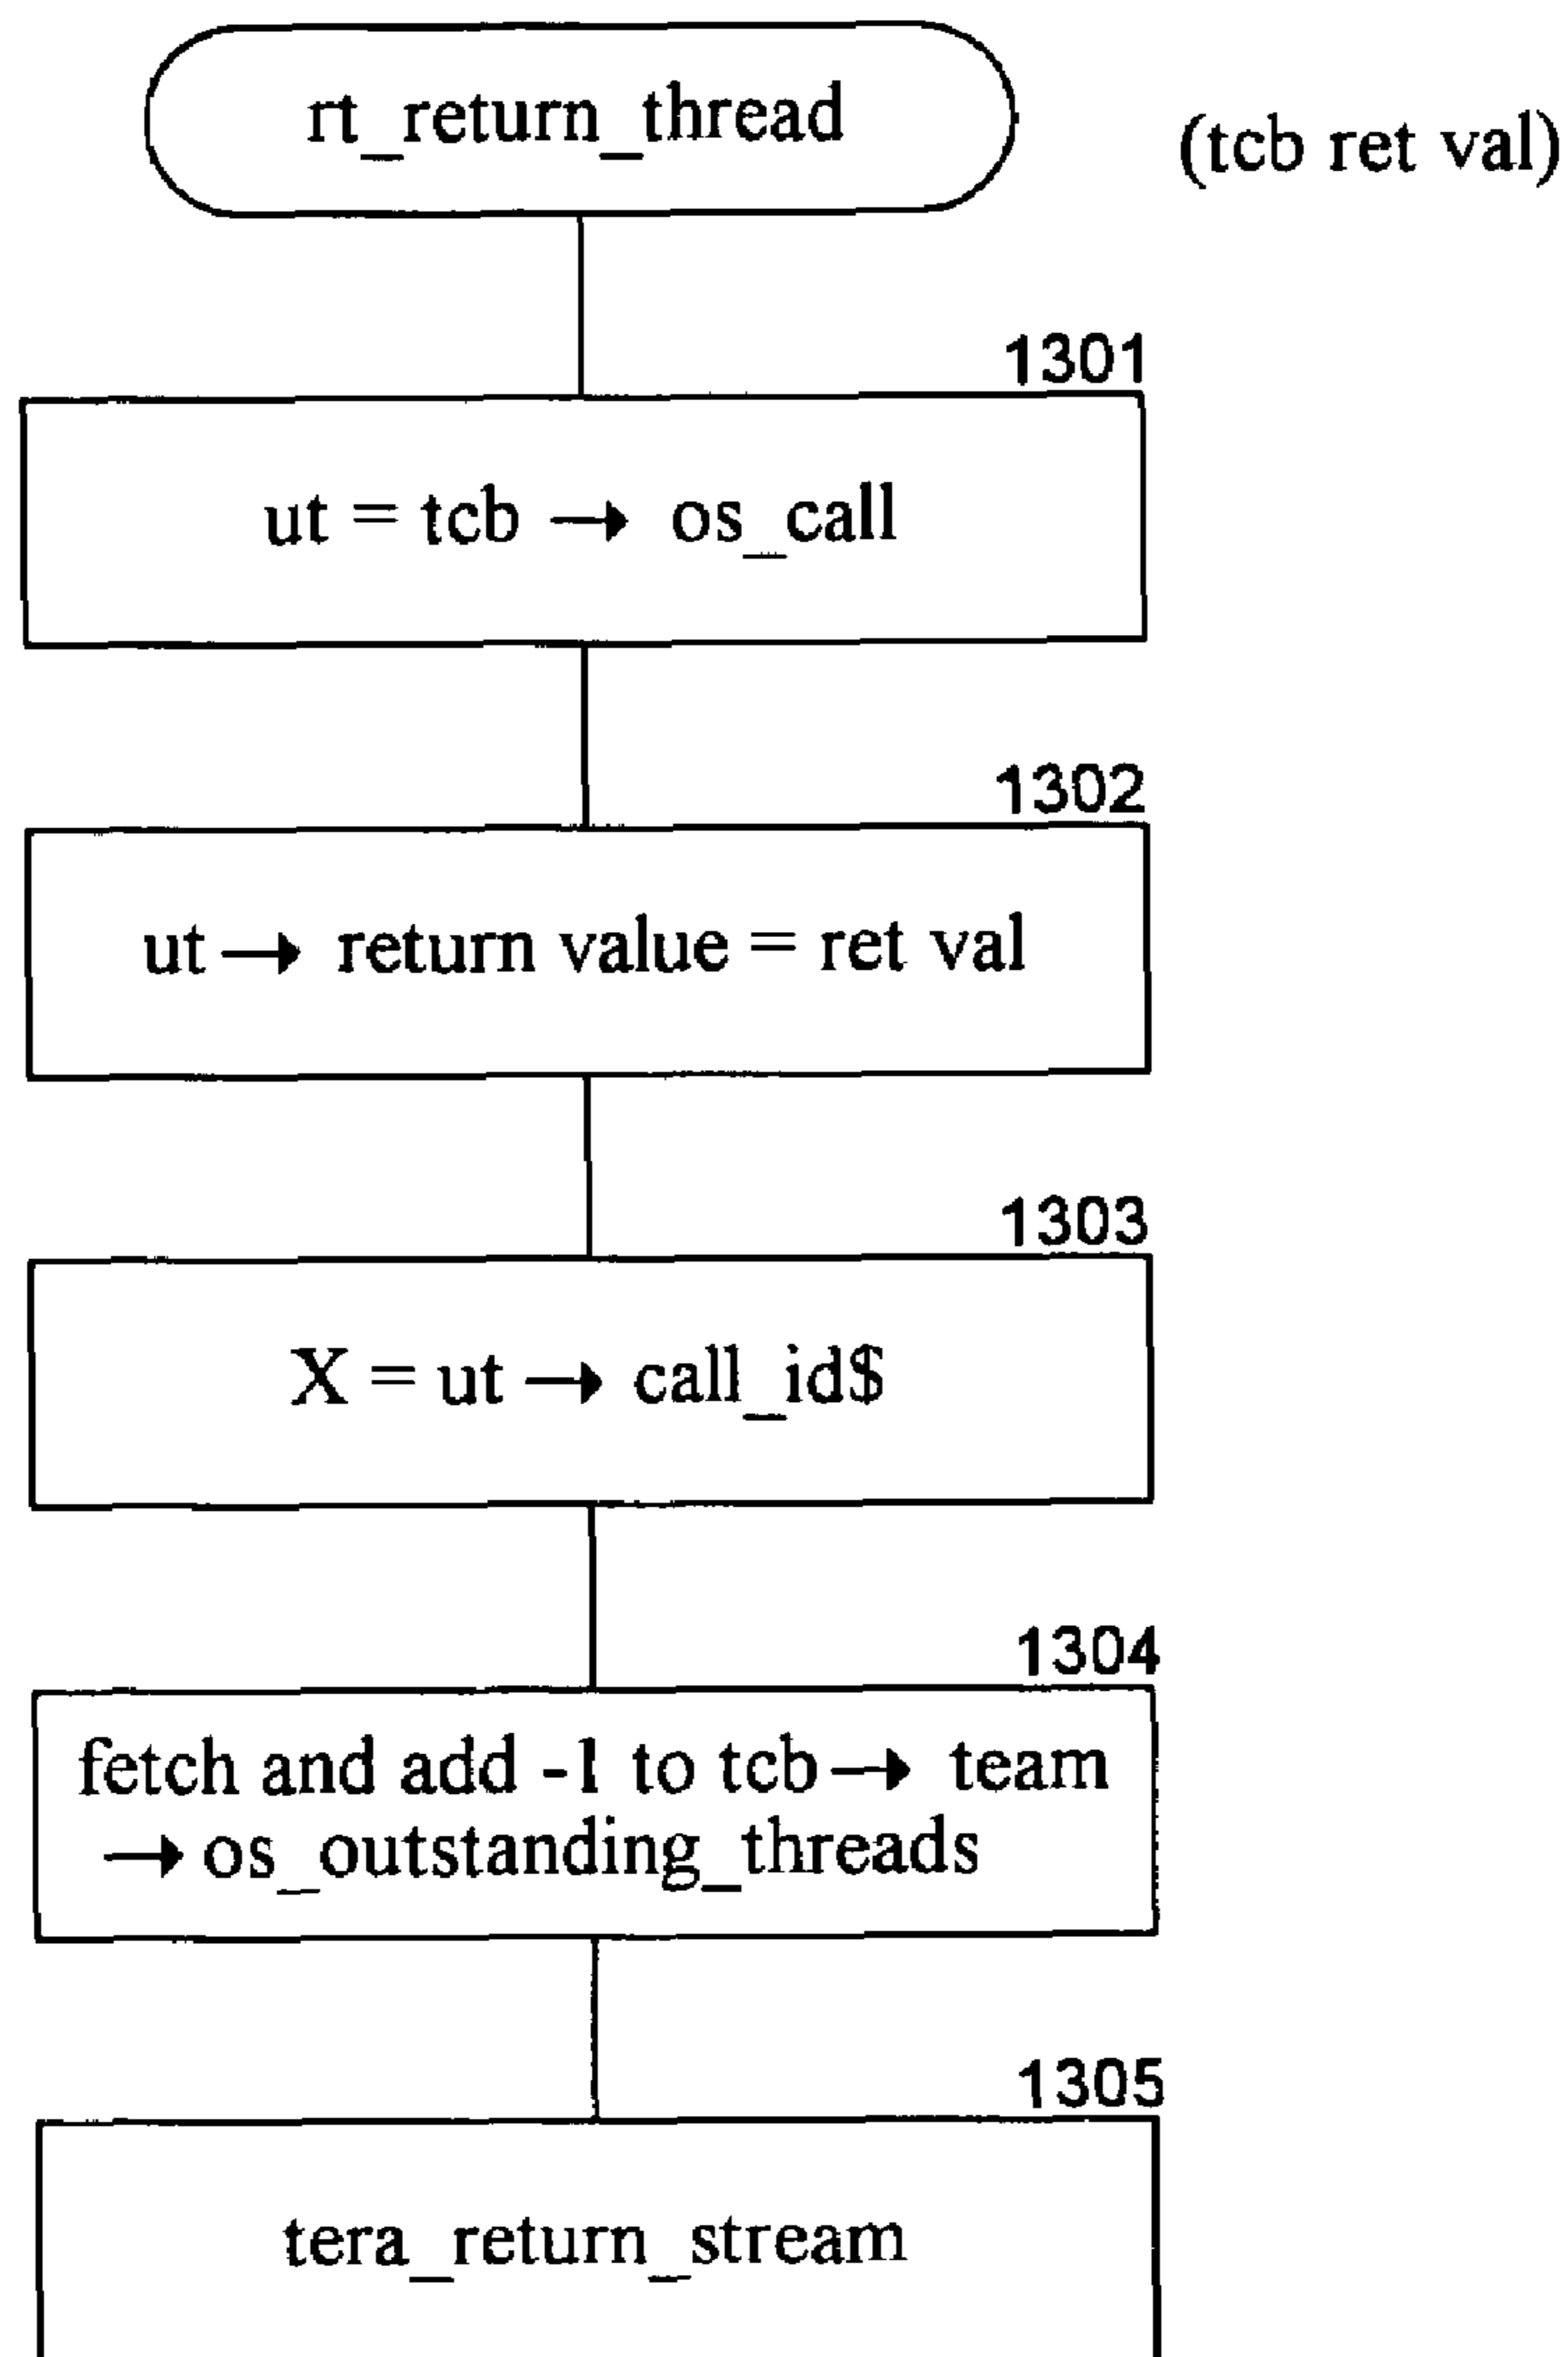 rt_return_thread
(tcb ret val)
1301
ut = tcb → os_call
1302
ut → return value = ret val
1303
X = ut → call_id$
1304
fetch and add -1 to tcb → team
→ os_outstanding_threads
1305
tera_return_stream